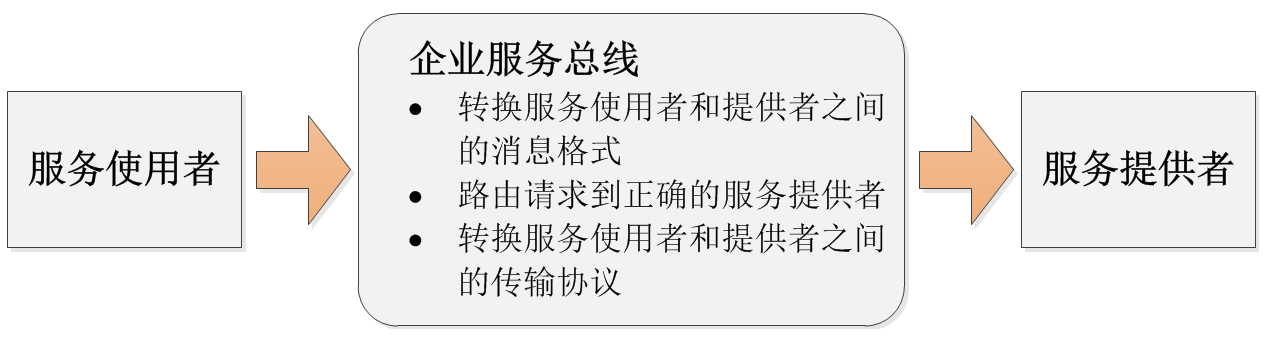 服务使用者
企业服务总线
• 转换服务使用者和提供者之间
的消息格式
• 路由请求到正确的服务提供者
• 转换服务使用者和提供者之间
的传输协议
服务提供者